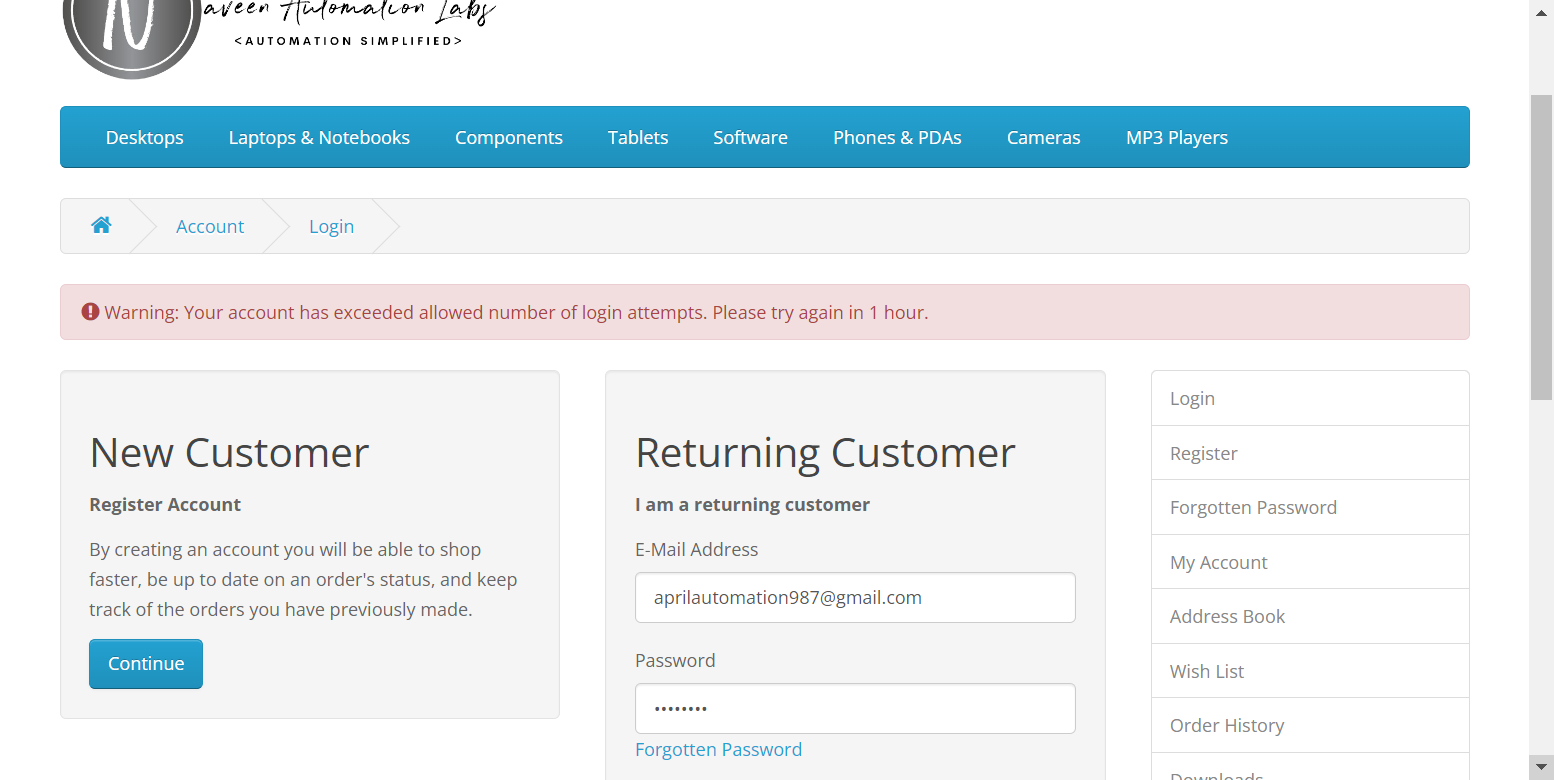 N
aveen Automation Labs
<AUTOMATION SIMPLIFIED>
Desktops Laptops & Notebooks Components Tablets Software Phones & PDAs Cameras MP3 Players
Account Login
Warning: Your account has exceeded allowed number of login attempts. Please try again in 1 hour.
New Customer
Register Account
By creating an account you will be able to shop
faster, be up to date on an order's status, and keep
track of the orders you have previously made.
Continue
Returning Customer
I am a returning customer
E-Mail Address
aprilautomation987@gmail.com
Password
••••••••
Forgotten Password
Login
Register
Forgotten Password
My Account
Address Book
Wish List
Order History
Downloads